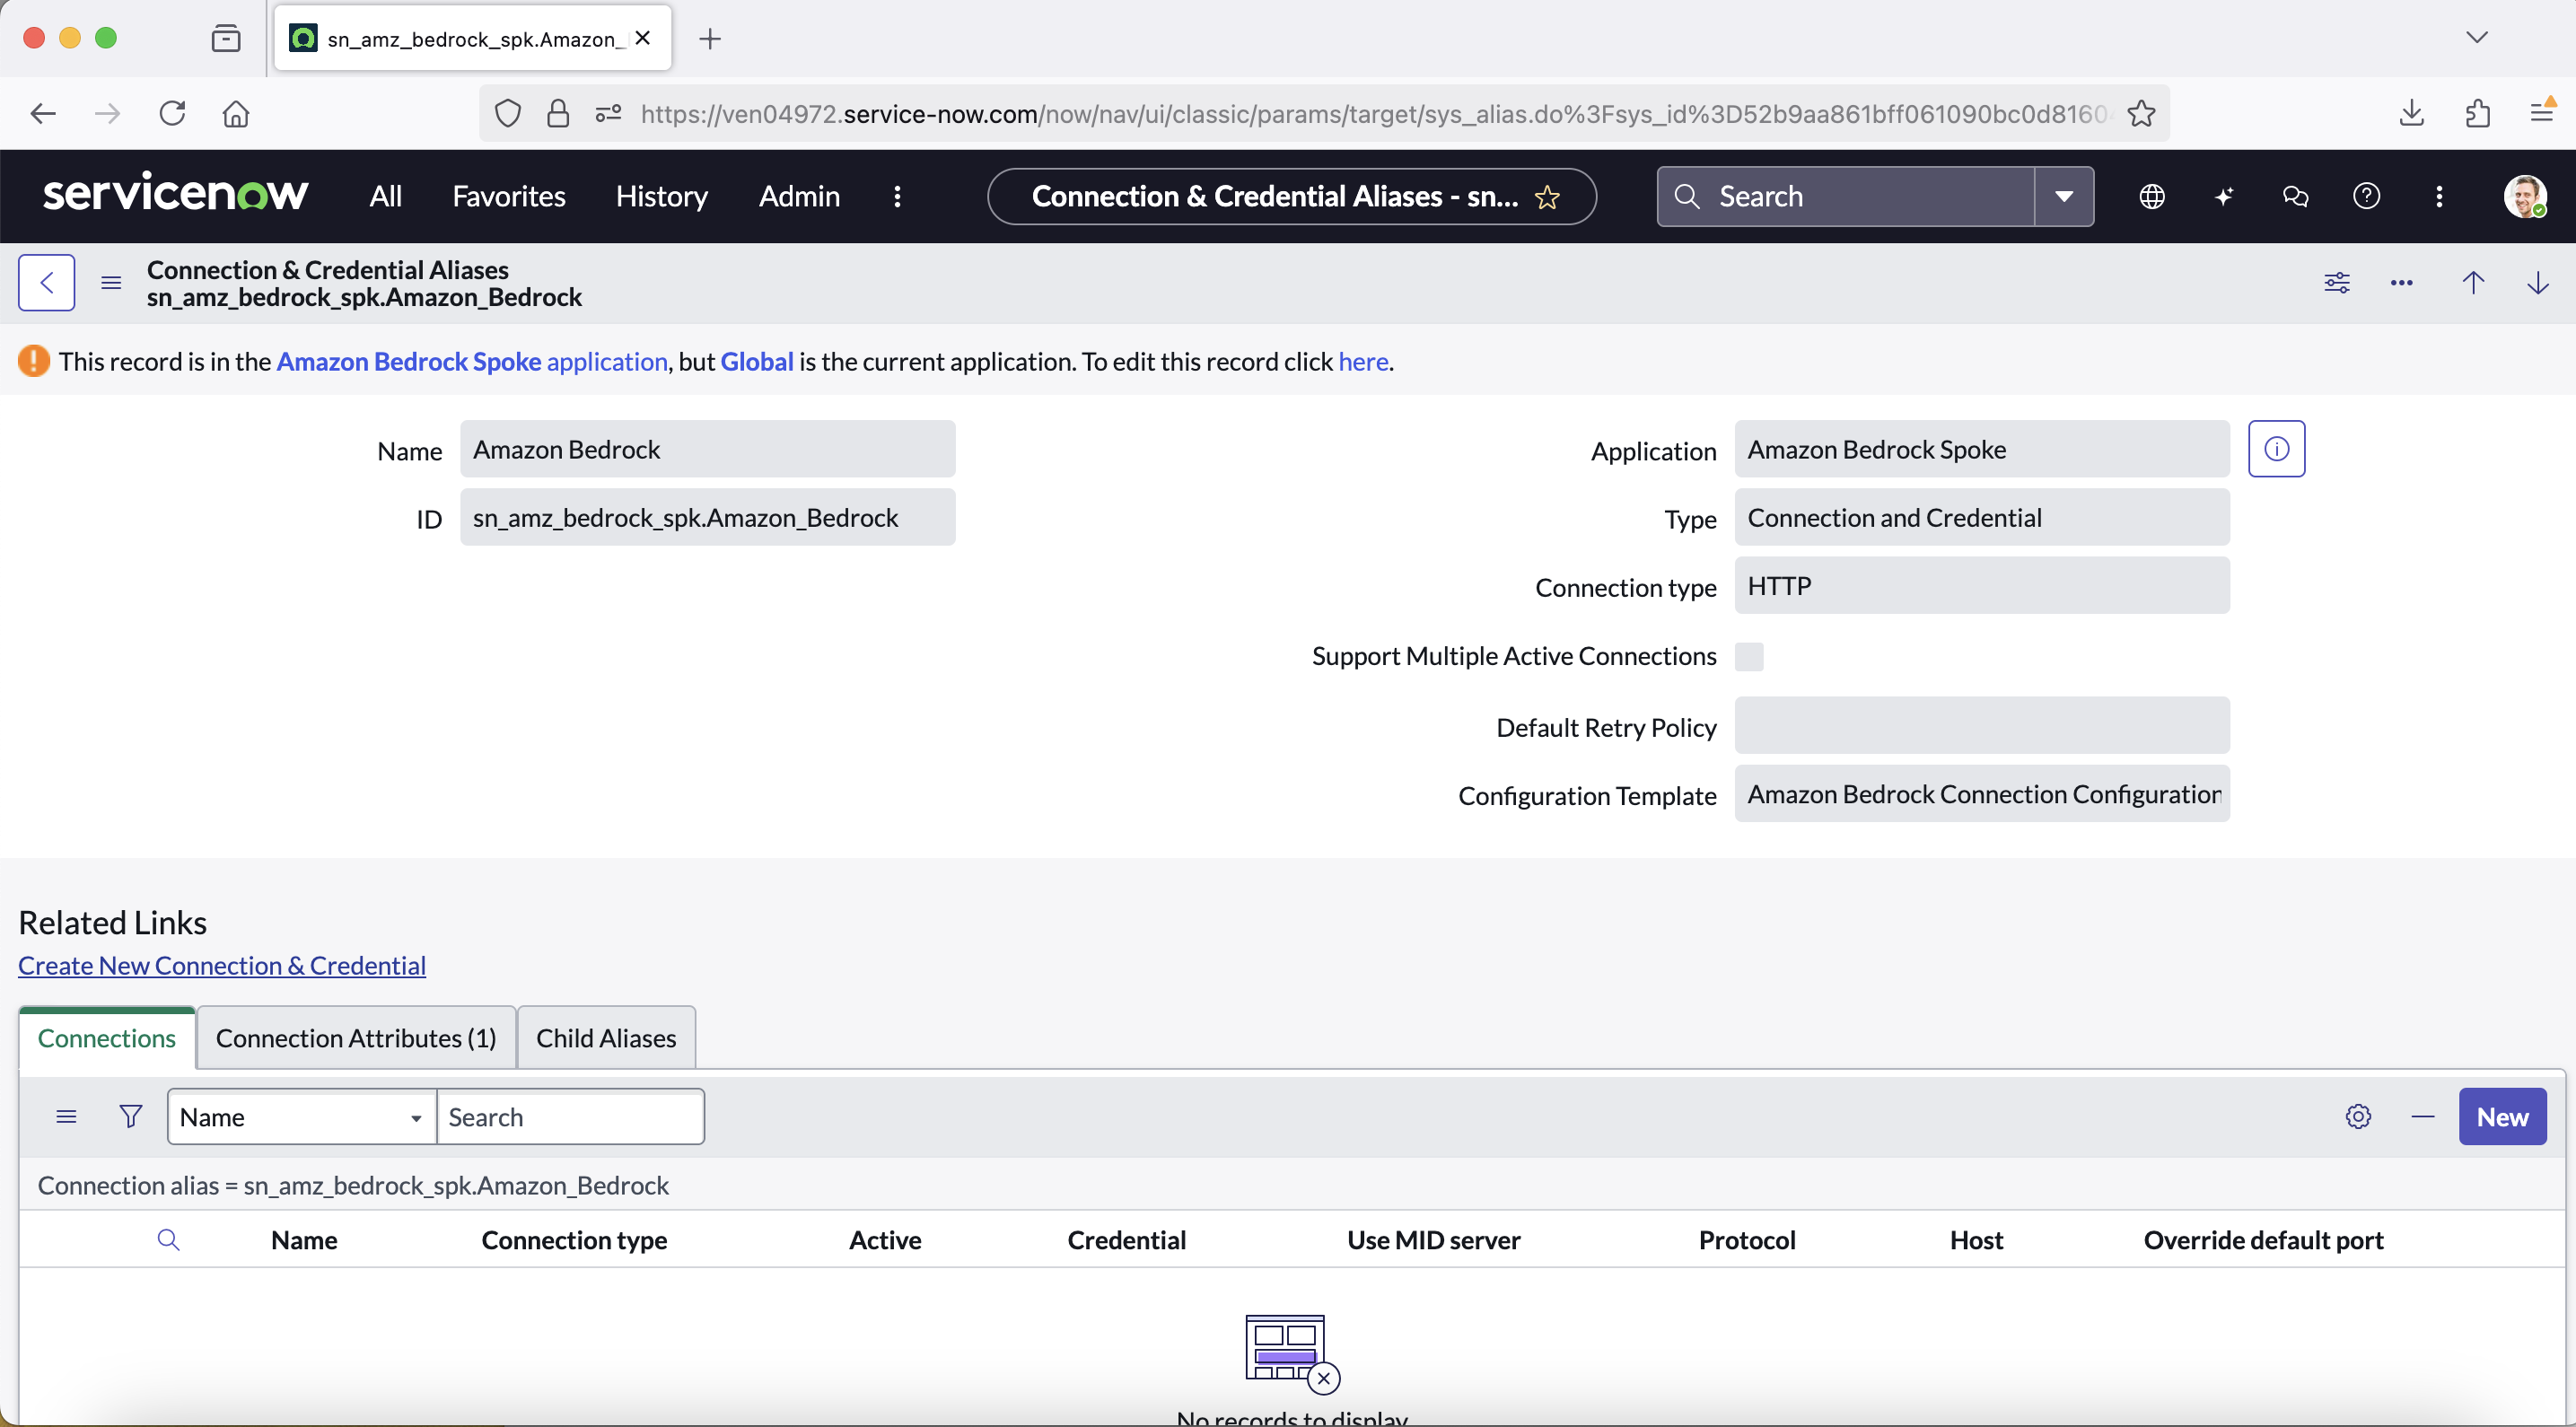 sn_amz_bedrock_spk.Amazon_
https://ven04972.service-now.com/now/nav/ui/classic/params/target/sys_alias.do%3Fsys_id%3D52b9aa861bff061090bc0d8160
servicenow All Favorites History Admin Connection & Credential Aliases - sn... Search
Connection & Credential Aliases
sn_amz_bedrock_spk.Amazon_Bedrock
This record is in the Amazon Bedrock Spoke application, but Global is the current application. To edit this record click here.
Name Amazon Bedrock
ID sn_amz_bedrock_spk.Amazon_Bedrock
Application Amazon Bedrock Spoke
Type Connection and Credential
Connection type HTTP
Support Multiple Active Connections
Default Retry Policy
Configuration Template Amazon Bedrock Connection Configuration
Related Links
Create New Connection & Credential
Connections Connection Attributes (1) Child Aliases
Name Search New
Connection alias = sn_amz_bedrock_spk.Amazon_Bedrock
Name Connection type Active Credential Use MID server Protocol Host Override default port
No records to display